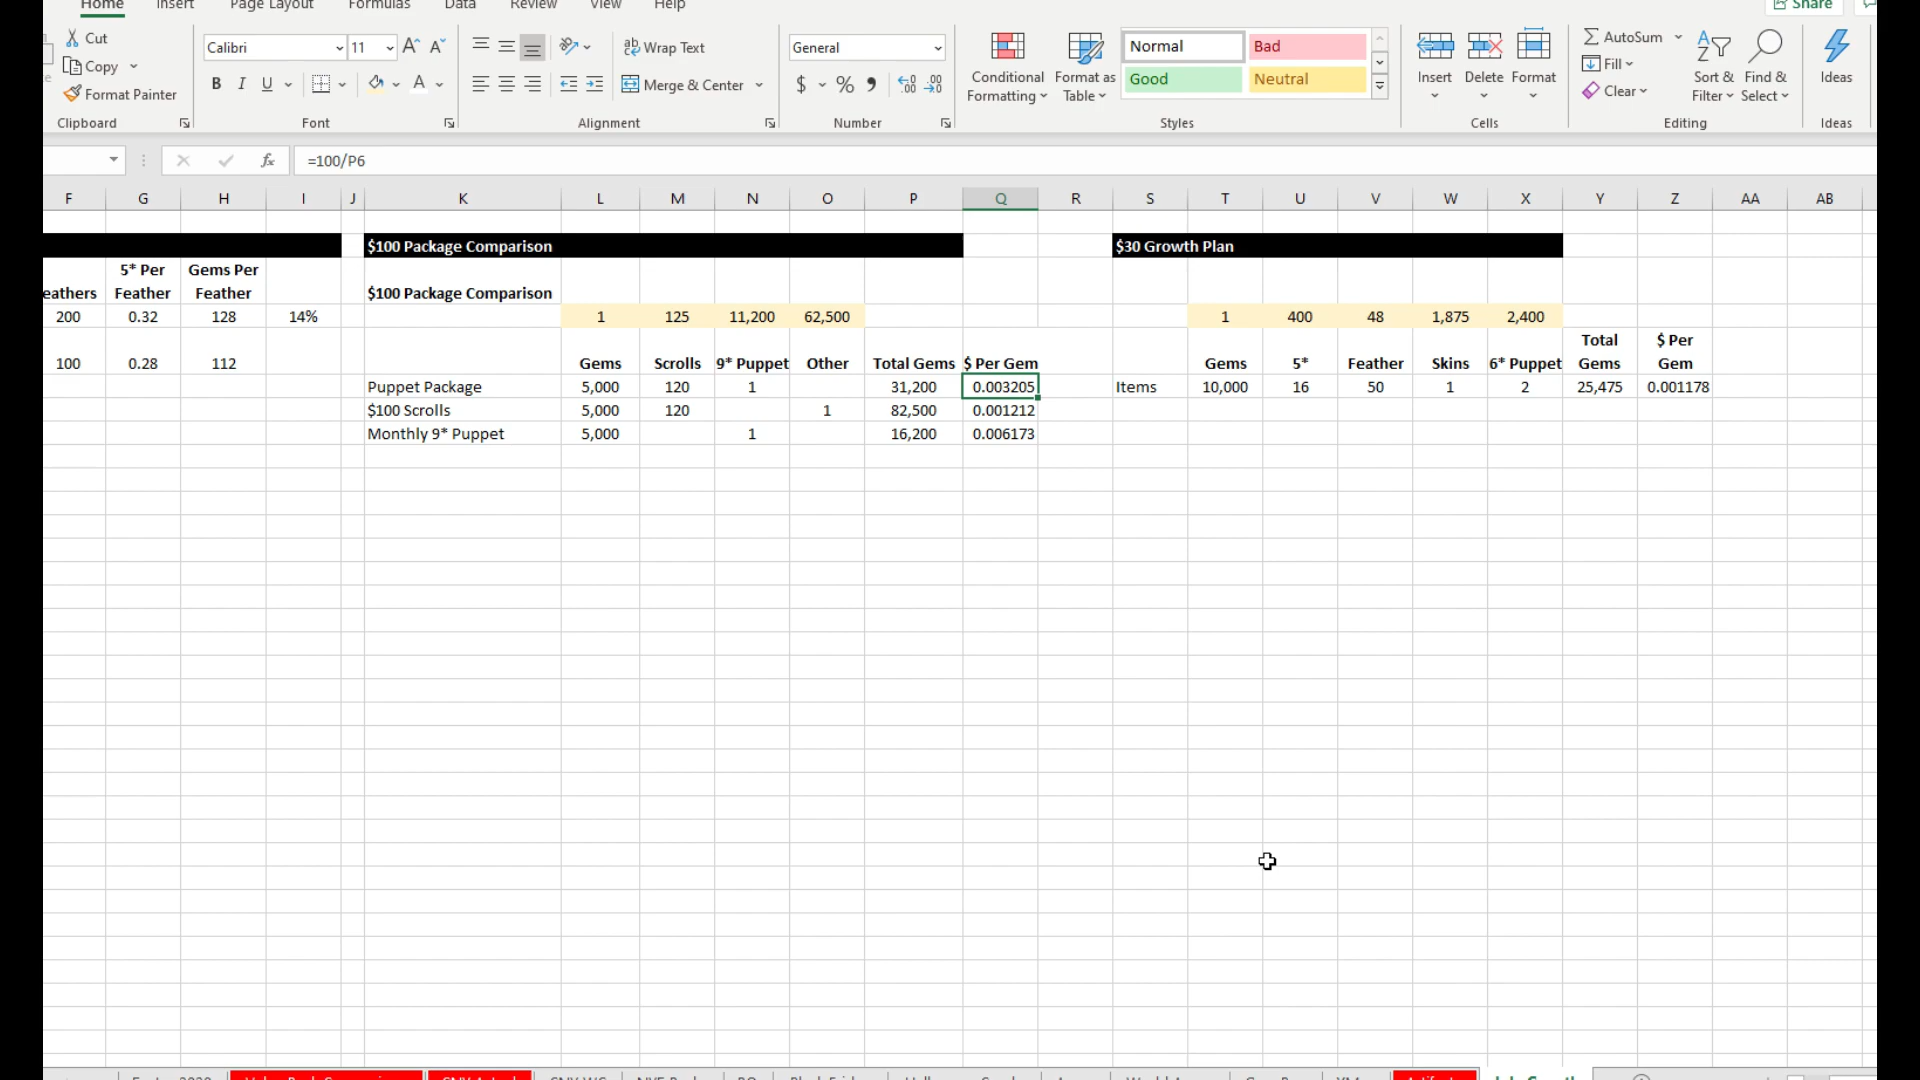 Home Insert Page Layout Formulas Data Review View Help Share
Cut
Copy
Format Painter
Clipboard
Calibri 11
B I U
Font
Wrap Text
Merge & Center
Alignment
General
$ % ,
Number
Conditional Formatting
Format as Table
Normal Bad
Good Neutral
Styles
Insert Delete Format
Cells
AutoSum
Fill
Clear
Sort & Filter
Find & Select
Editing
Ideas
Ideas
fx =100/P6
F G H I J K L M N O P Q R S T U V W X Y Z AA AB
$100 Package Comparison $30 Growth Plan
5* Per Gems Per
eathers Feather Feather $100 Package Comparison
200 0.32 128 14% 1 125 11,200 62,500 1 400 48 1,875 2,400
Total $ Per
100 0.28 112 Gems Scrolls 9* Puppet Other Total Gems $ Per Gem Gems 5* Feather Skins 6* Puppet Gems Gem
Puppet Package 5,000 120 1 31,200 0.003205 Items 10,000 16 50 1 2 25,475 0.001178
$100 Scrolls 5,000 120 1 82,500 0.001212
Monthly 9* Puppet 5,000 1 16,200 0.006173